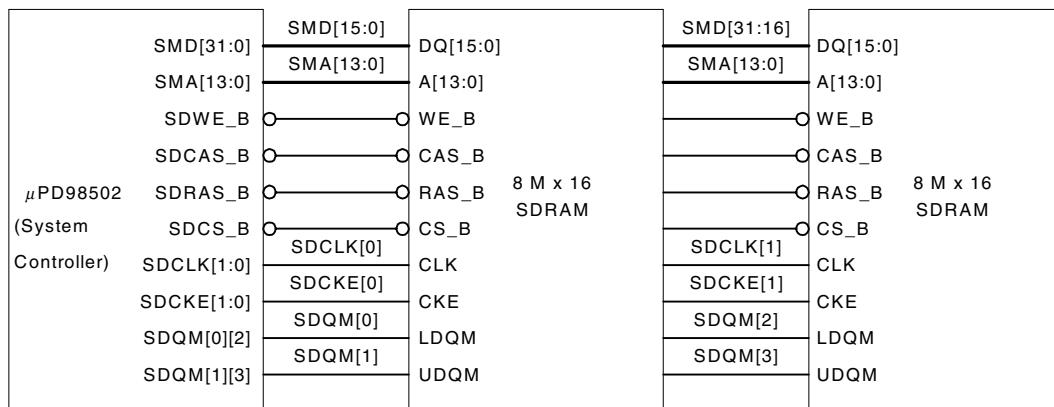 SMD[31:0] SMD[15:0] DQ[15:0] SMD[31:16] DQ[15:0]
SMA[13:0] SMA[13:0] A[13:0] SMA[13:0] A[13:0]
SDWE_B WE_B WE_B
SDCAS_B CAS_B CAS_B
μPD98502 SDRAS_B RAS_B 8 M x 16 RAS_B 8 M x 16
SDRAM SDRAM
(System SDCS_B CS_B CS_B
Controller) SDCLK[1:0] SDCLK[0] CLK SDCLK[1] CLK
SDCKE[1:0] SDCKE[0] CKE SDCKE[1] CKE
SDQM[0][2] SDQM[0] LDQM SDQM[2] LDQM
SDQM[1][3] SDQM[1] UDQM SDQM[3] UDQM